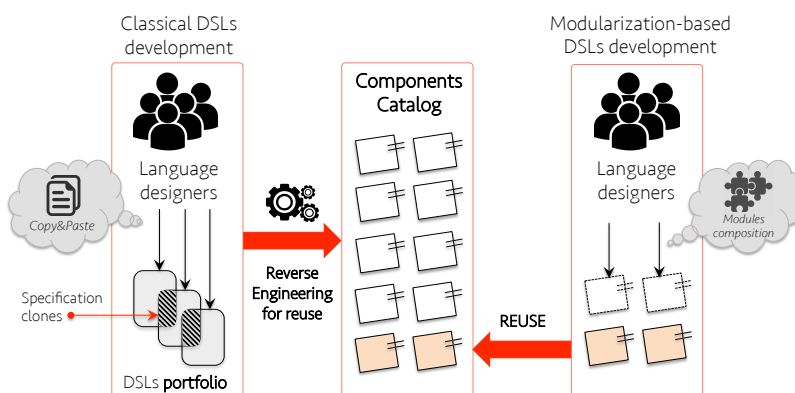 Classical DSLs
development
Language
designers
Copy&Paste
Specification
clones
DSLs portfolio
Reverse
Engineering
for reuse
Components
Catalog
REUSE
Modularization-based
DSLs development
Language
designers
Modules
composition